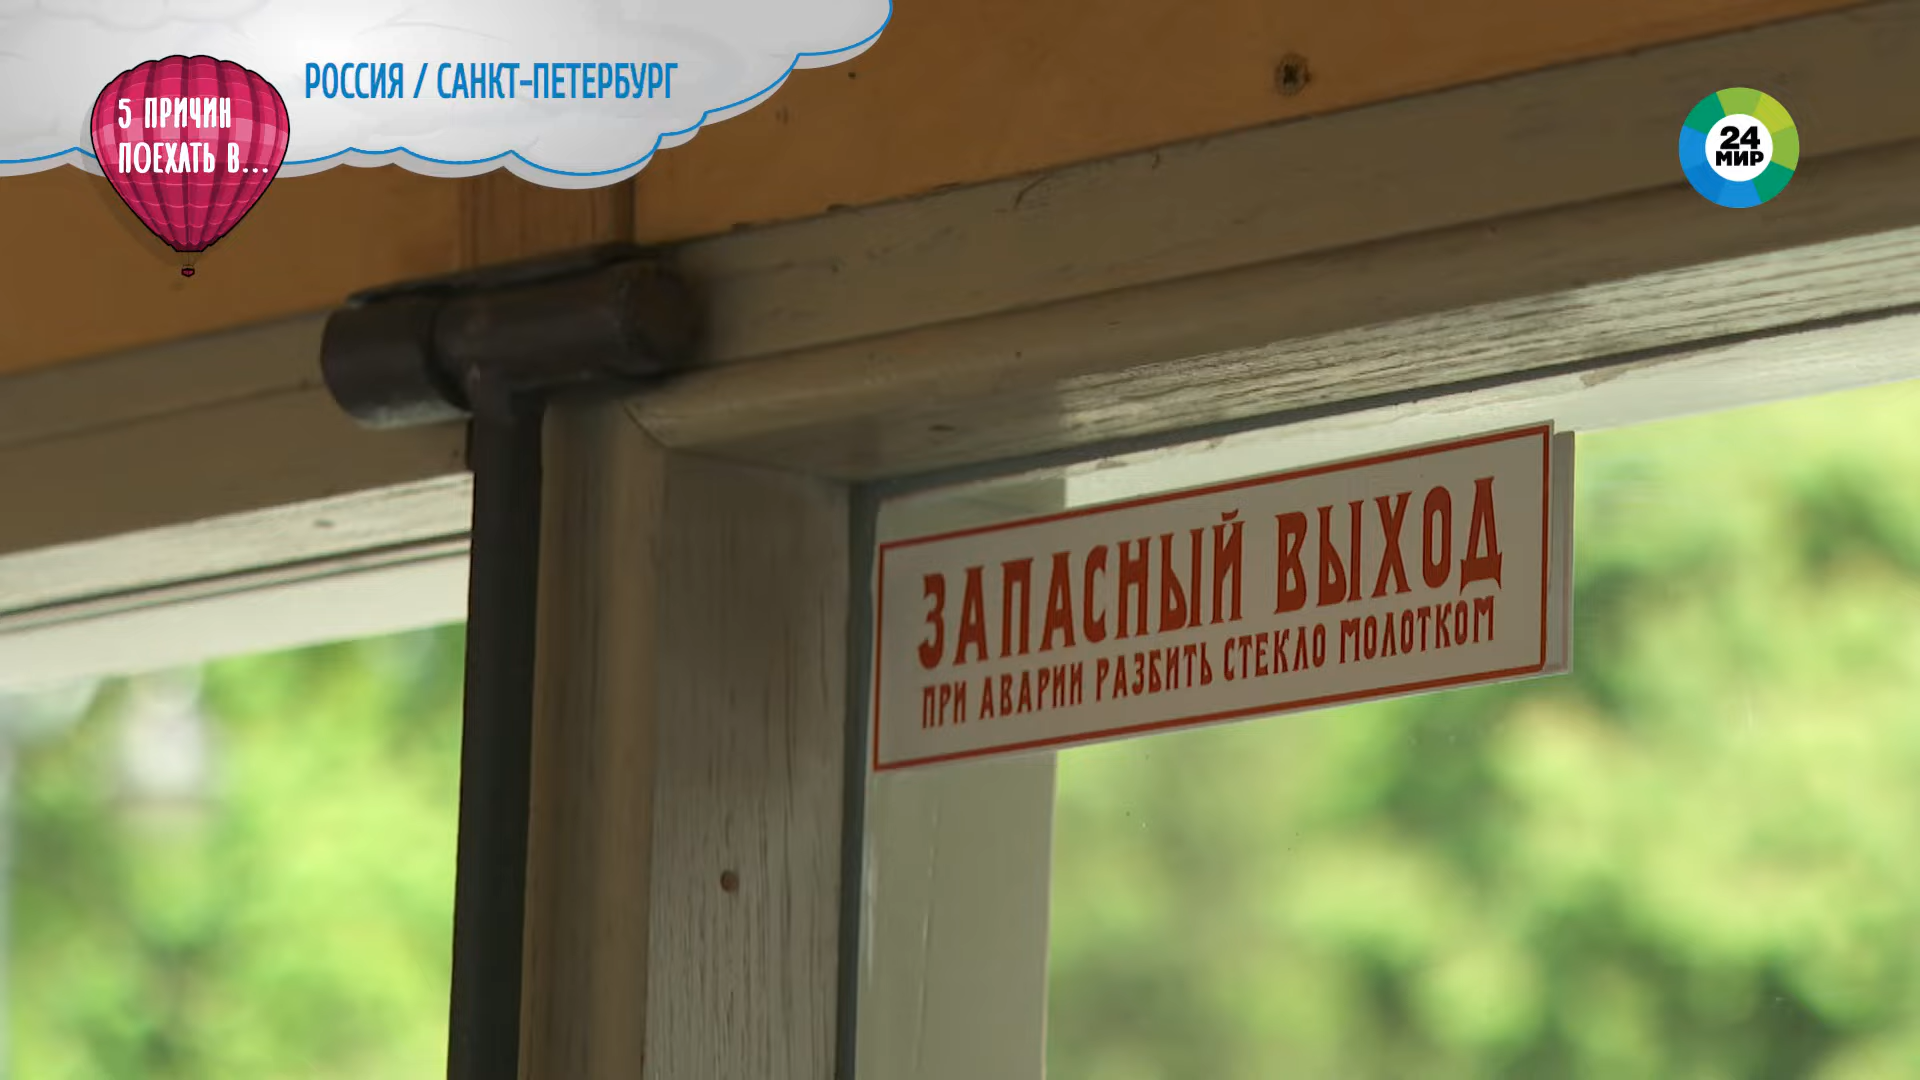 РОССИЯ / САНКТ-ПЕТЕРБУРГ
5 ПРИЧИН
ПОЕХАТЬ В...
24
МИР
ЗАПАСНЫЙ ВЫХОД
ПРИ АВАРИИ РАЗБИТЬ СТЕКЛО МОЛОТКОМ